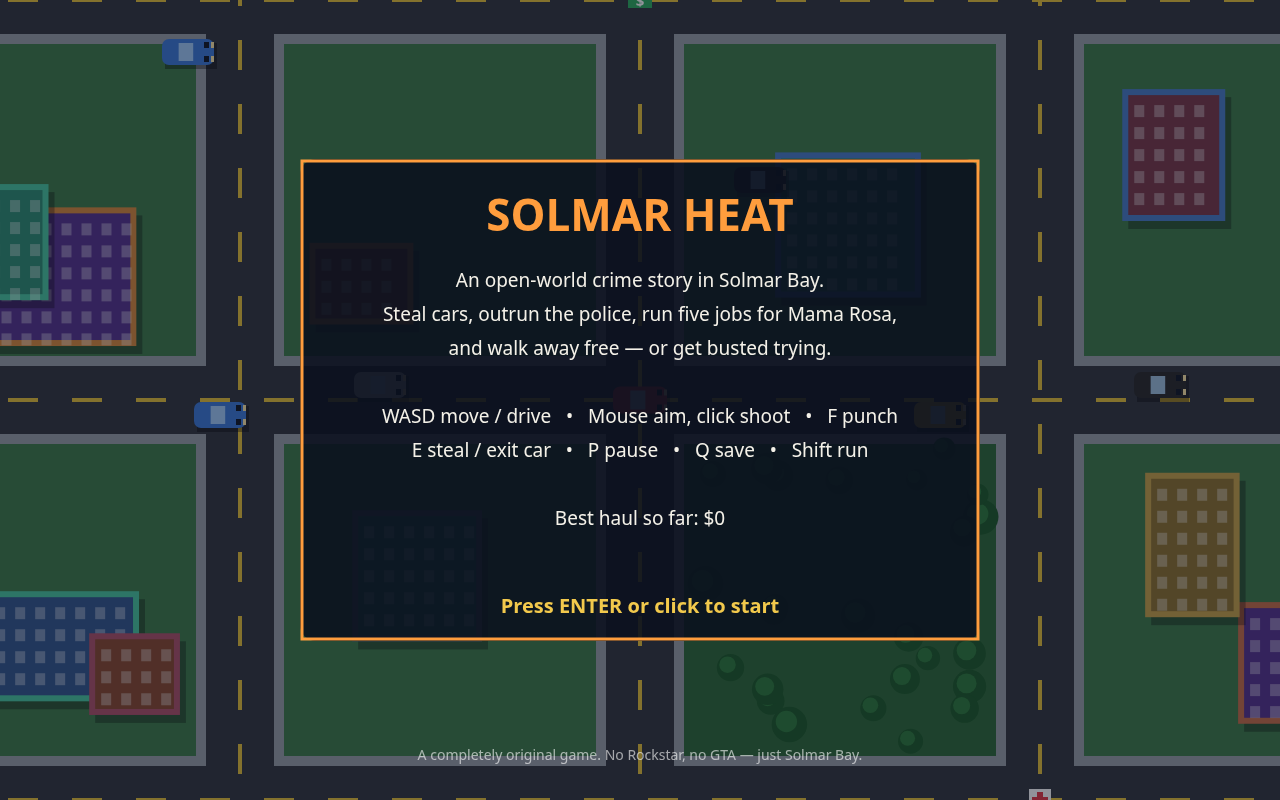 $
SOLMAR HEAT
An open-world crime story in Solmar Bay.
Steal cars, outrun the police, run five jobs for Mama Rosa,
and walk away free — or get busted trying.
WASD move / drive • Mouse aim, click shoot • F punch
E steal / exit car • P pause • Q save • Shift run
Best haul so far: $0
Press ENTER or click to start
A completely original game. No Rockstar, no GTA — just Solmar Bay.